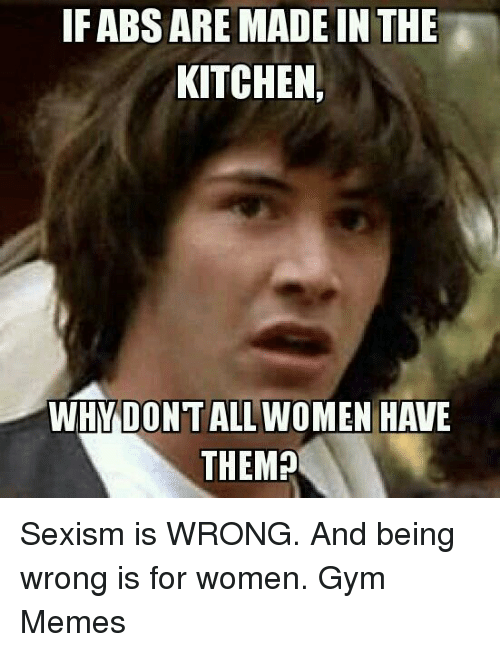 IF ABS ARE MADE IN THE
KITCHEN,
WHY DON'T ALL WOMEN HAVE
THEM?
Sexism is WRONG. And being
wrong is for women. Gym
Memes